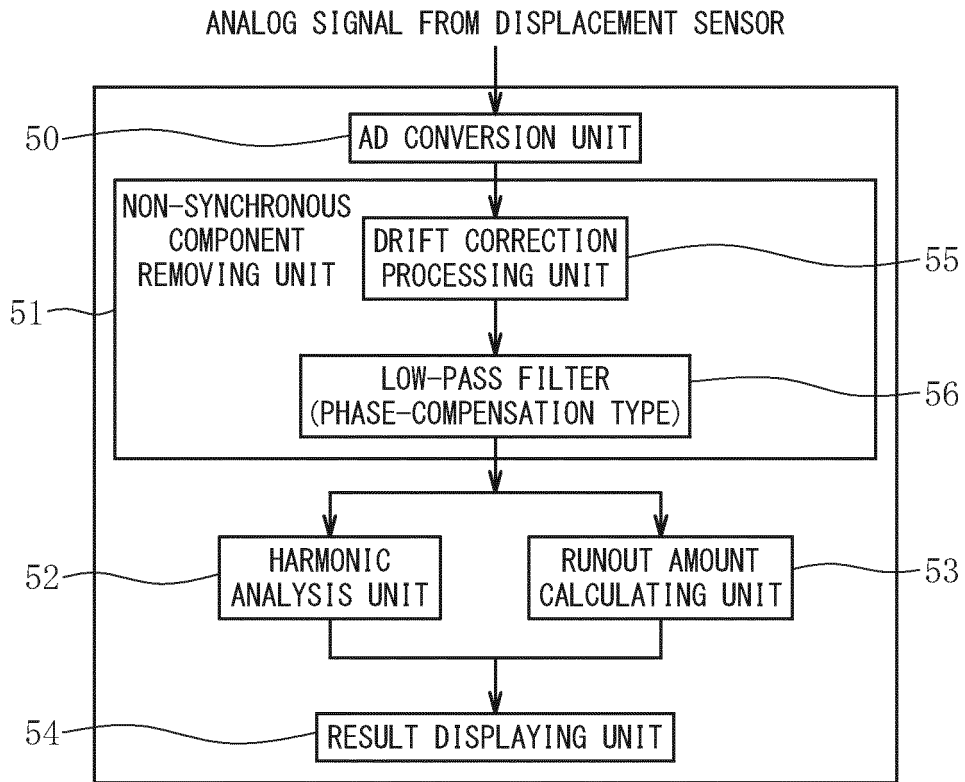 ANALOG SIGNAL FROM DISPLACEMENT SENSOR
50
AD CONVERSION UNIT
NON-SYNCHRONOUS
COMPONENT
REMOVING UNIT
51
DRIFT CORRECTION
PROCESSING UNIT
55
LOW-PASS FILTER
(PHASE-COMPENSATION TYPE)
56
52
HARMONIC
ANALYSIS UNIT
RUNOUT AMOUNT
CALCULATING UNIT
53
54
RESULT DISPLAYING UNIT